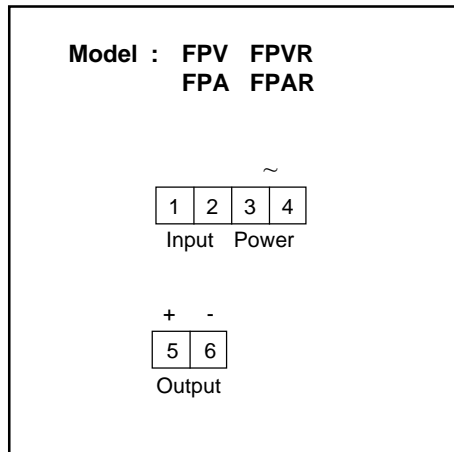 Model : FPV FPVR
FPA FPAR
~
1 2 3 4
Input Power
+ -
5 6
Output